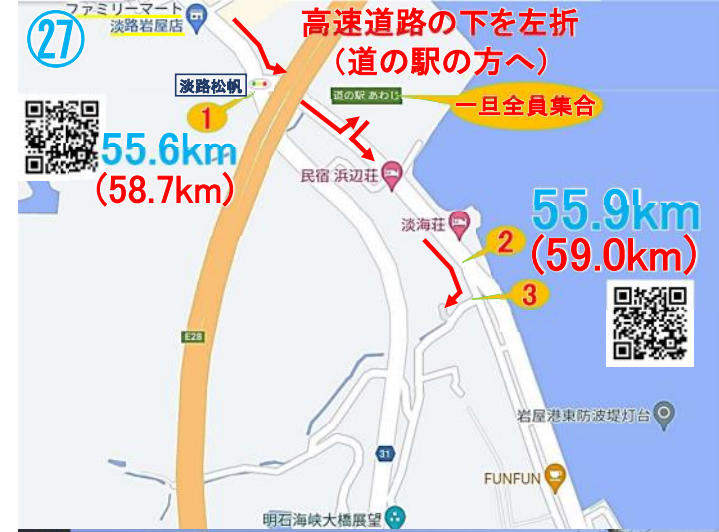 ㉗
ファミリーマート
淡路岩屋店
高速道路の下を左折
(道の駅の方へ)
淡路松帆
1
道の駅 あわじ
一旦全員集合
55.6km
(58.7km)
民宿 浜辺荘
淡海荘
55.9km
(59.0km)
2
3
E28
岩屋港東防波堤灯台
31
FUNFUN
明石海峡大橋展望